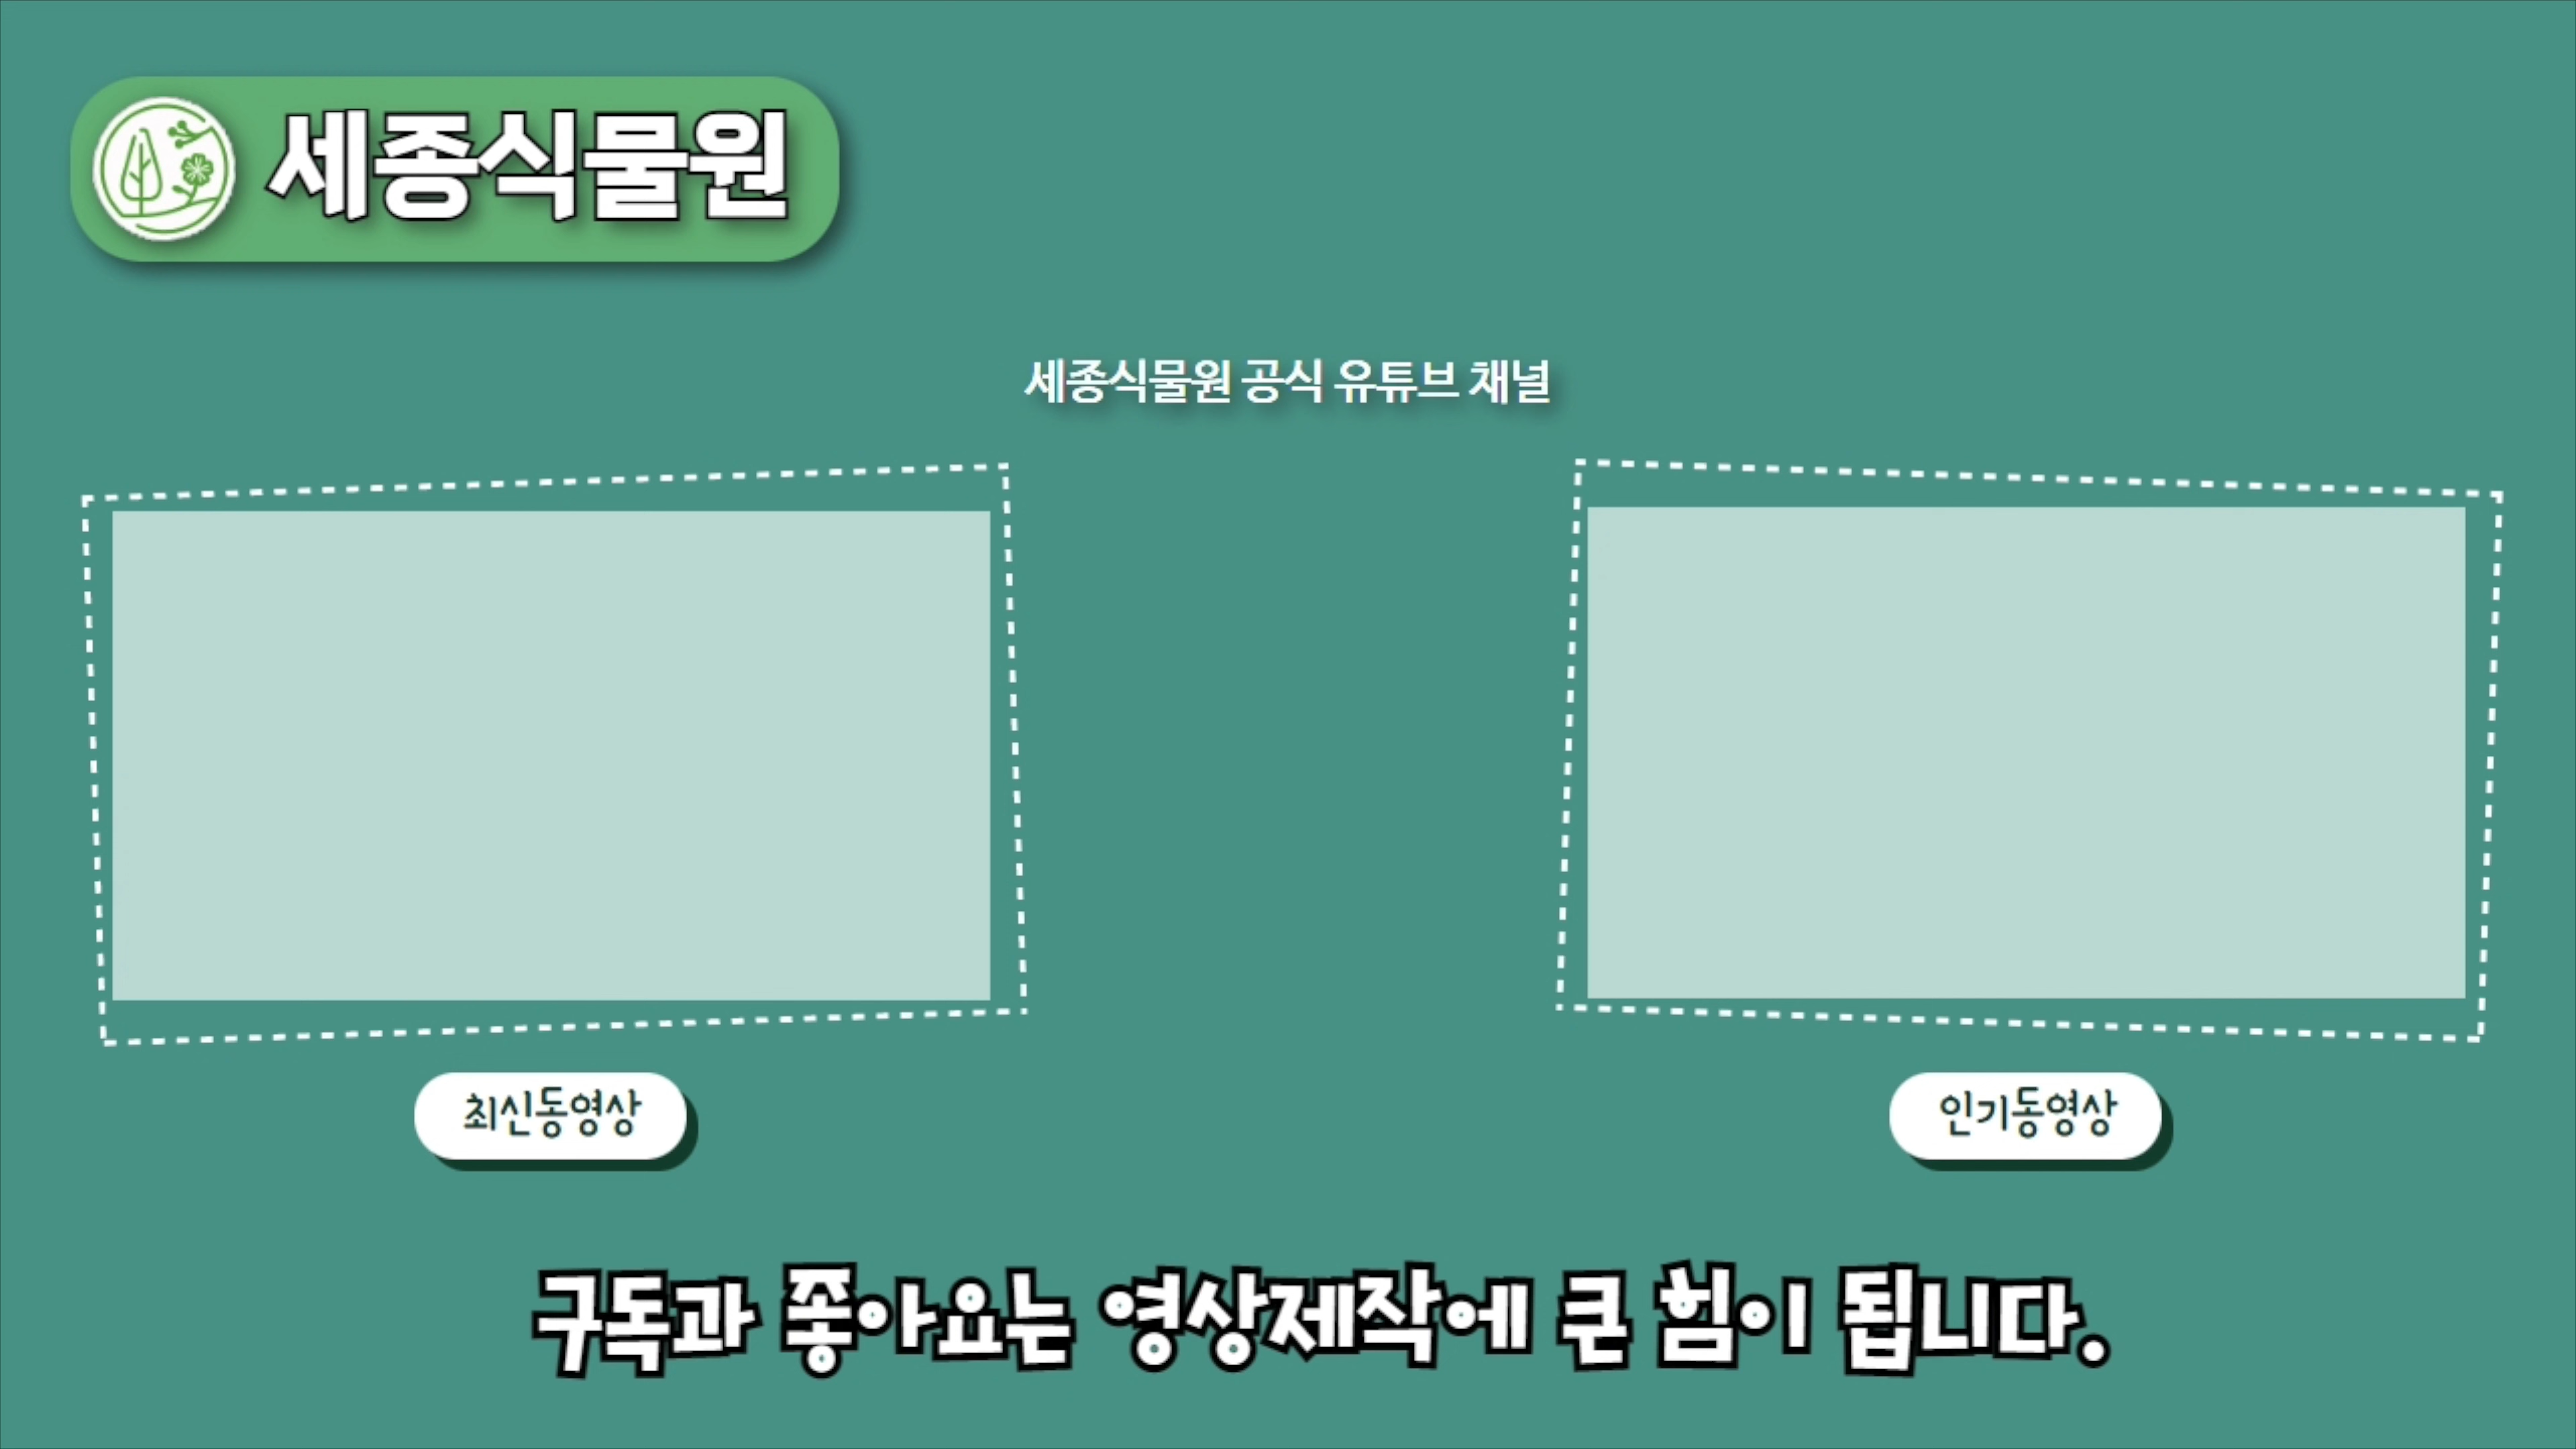 세종식물원
세종식물원 공식 유튜브 채널
최신동영상
인기동영상
구독과 좋아요는 영상제작에 큰 힘이 됩니다.